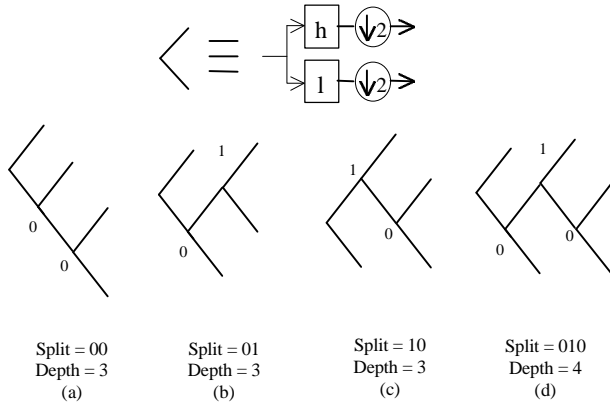 h
2
l
2
1
1
1
0
0
0
0
0
0
0
Split = 00
Depth = 3
(a)
Split = 01
Depth = 3
(b)
Split = 10
Depth = 3
(c)
Split = 010
Depth = 4
(d)